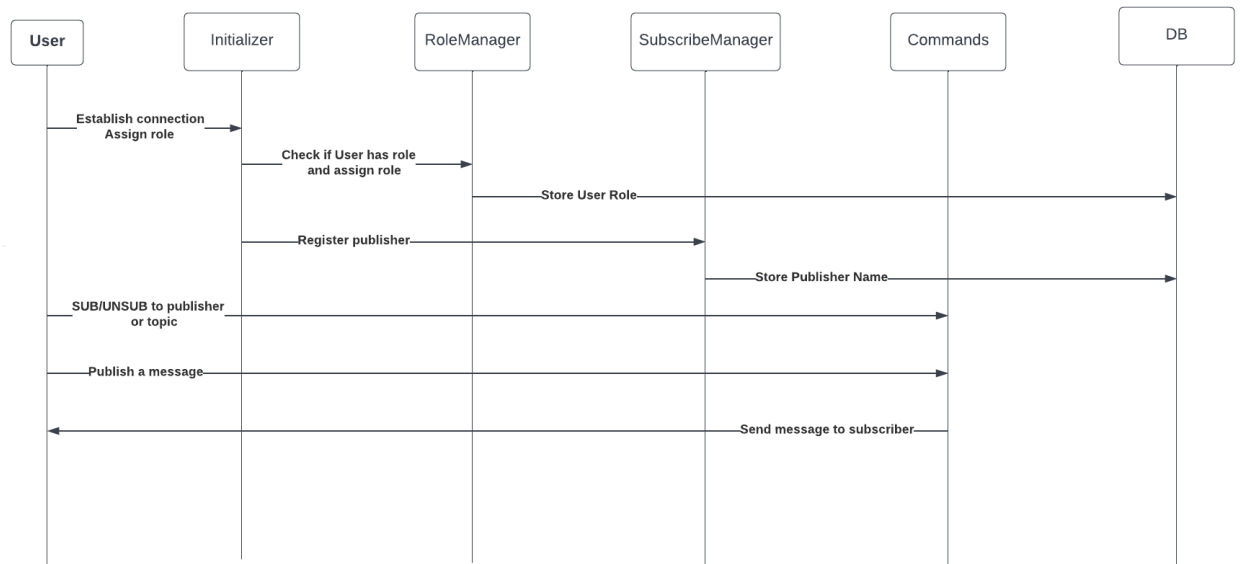 User
Initializer
RoleManager
SubscribeManager
Commands
DB
Establish connection
Assign role
Check if User has role
and assign role
Store User Role
Register publisher
Store Publisher Name
SUB/UNSUB to publisher
or topic
Publish a message
Send message to subscriber